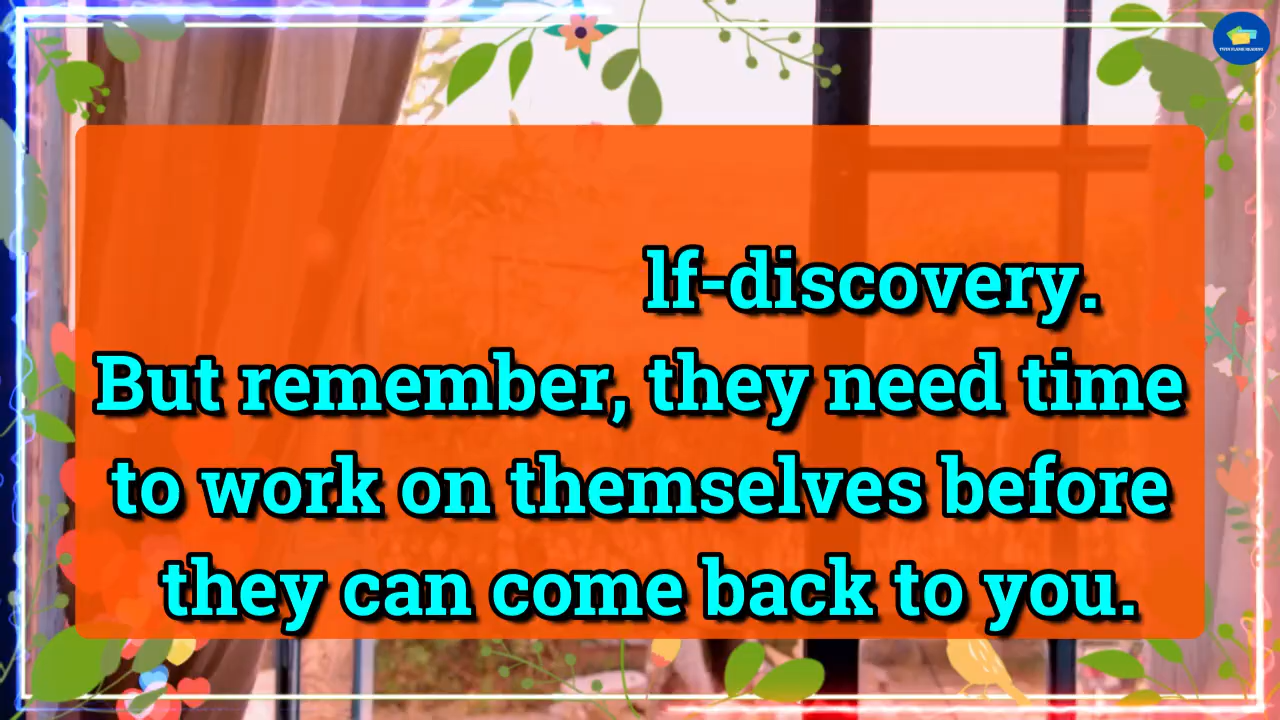 lf-discovery.
But remember, they need time
to work on themselves before
they can come back to you.